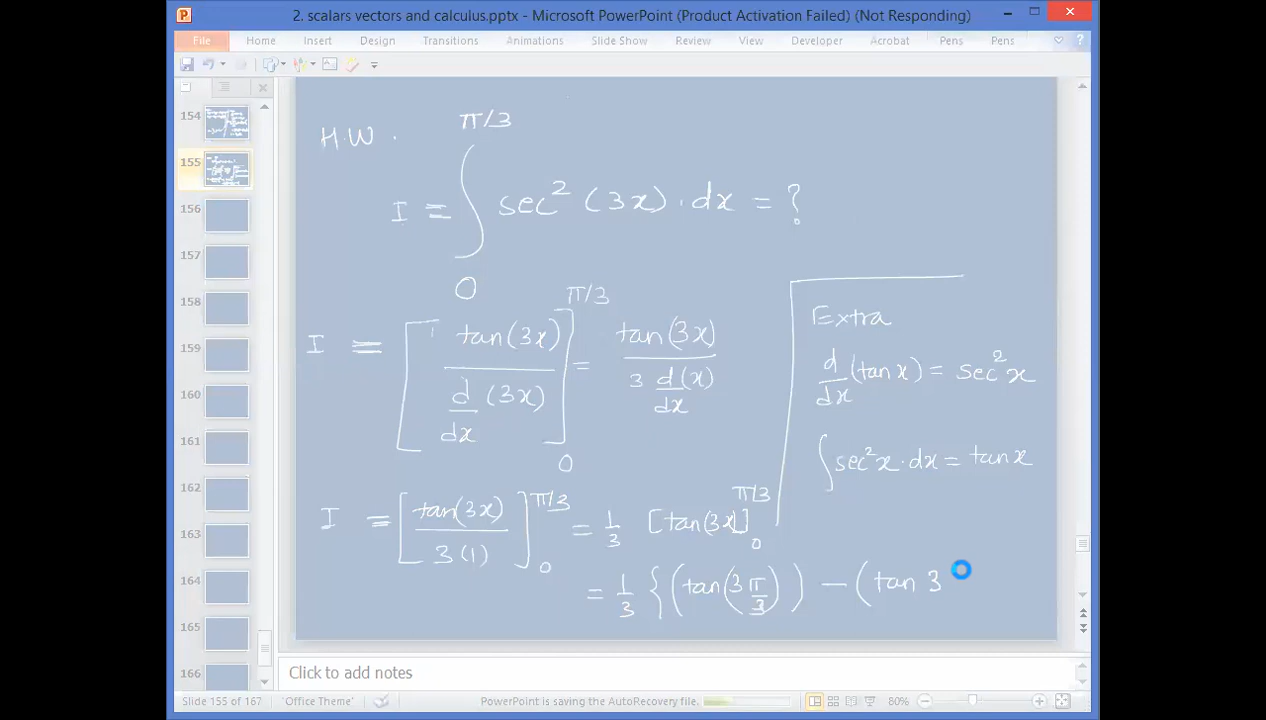 2. scalars vectors and calculus.pptx - Microsoft PowerPoint (Product Activation Failed) (Not Responding)
File Home Insert Design Transitions Animations Slide Show Review View Developer Acrobat Pens Pens
154
155
156
157
158
159
160
161
162
163
164
165
166
H.W.
I = ∫₀^{π/3} sec² (3x) · dx = ?
I = [tan(3x) / d/dx (3x)]₀^{π/3} = tan(3x) / 3 d/dx (x)
Extra
d/dx (tan x) = sec² x
∫ sec² x · dx = tan x
I = [tan(3x) / 3(1)]₀^{π/3} = 1/3 [tan(3x)]₀^{π/3}
= 1/3 {(tan(3 π/3)) − (tan 3
Click to add notes
Slide 155 of 167 Office Theme PowerPoint is saving the AutoRecovery file. 80%